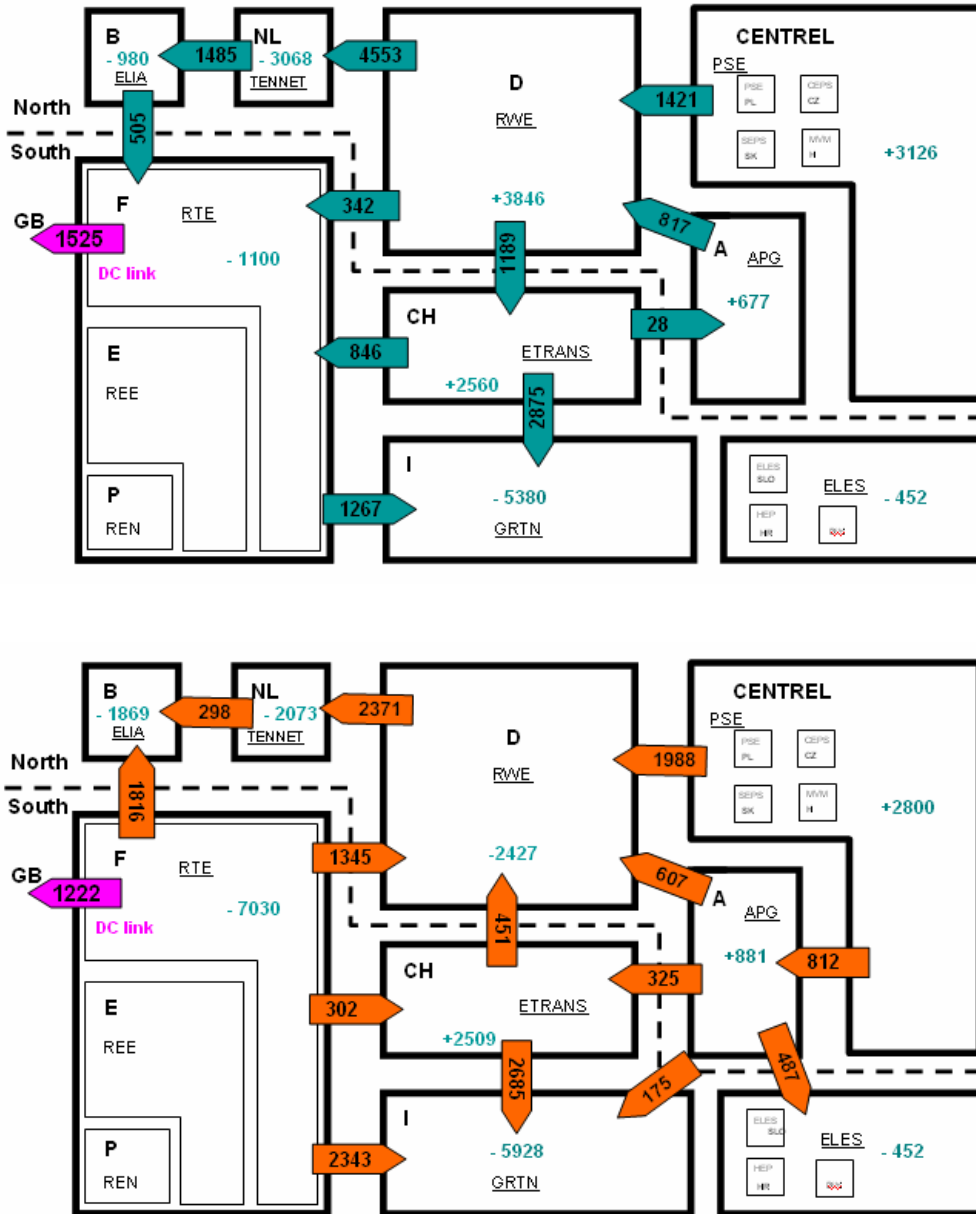 B
NL
- 980
ELIA
1485
- 3068
TENNET
4553
D
RWE
+3846
1421
CENTREL
PSE
PSE
PL
CEPS
CZ
SEPS
SK
MVM
H
+3126
North
South
505
F
RTE
342
GB
1525
DC link
- 1100
1189
817
A
APG
+677
CH
28
ETRANS
+2560
846
E
REE
2875
P
REN
1267
I
- 5380
GRTN
ELES
SLO
ELES
- 452
HEP
HR
B
NL
- 1869
ELIA
298
- 2073
TENNET
2371
D
RWE
-2427
1988
CENTREL
PSE
PSE
PL
CEPS
CZ
SEPS
SK
MVM
H
+2800
North
South
1816
F
RTE
1345
GB
1222
DC link
- 7030
451
607
A
APG
+881
812
CH
325
ETRANS
+2509
302
E
REE
2685
175
487
P
REN
2343
I
- 5928
GRTN
ELES
SLO
ELES
- 452
HEP
HR